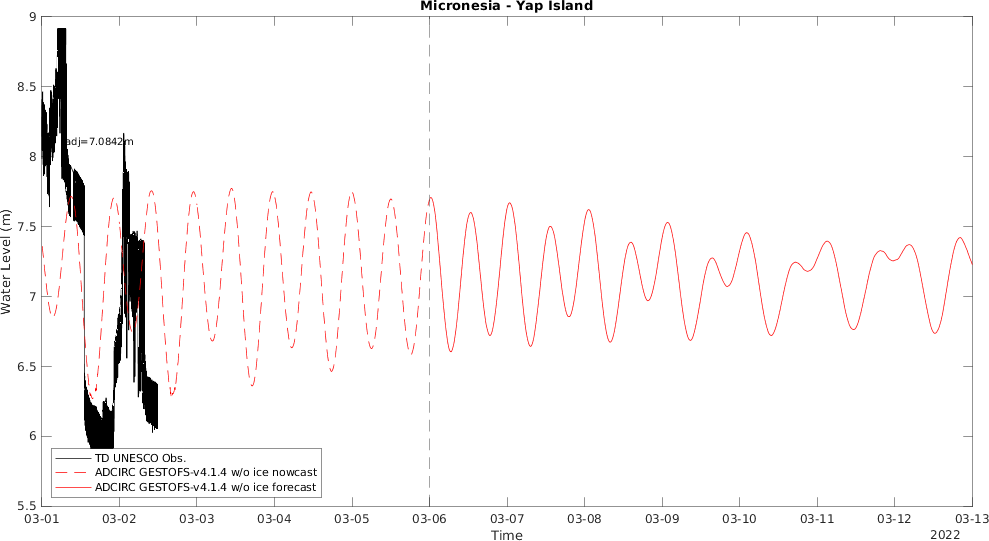 Micronesia - Yap Island
9
8.5
8
7.5
7
6.5
6
5.5
Water Level (m)
adj=7.0842m
TD UNESCO Obs.
ADCIRC GESTOFS-v4.1.4 w/o ice nowcast
ADCIRC GESTOFS-v4.1.4 w/o ice forecast
03-01 03-02 03-03 03-04 03-05 03-06 03-07 03-08 03-09 03-10 03-11 03-12 03-13
Time
2022